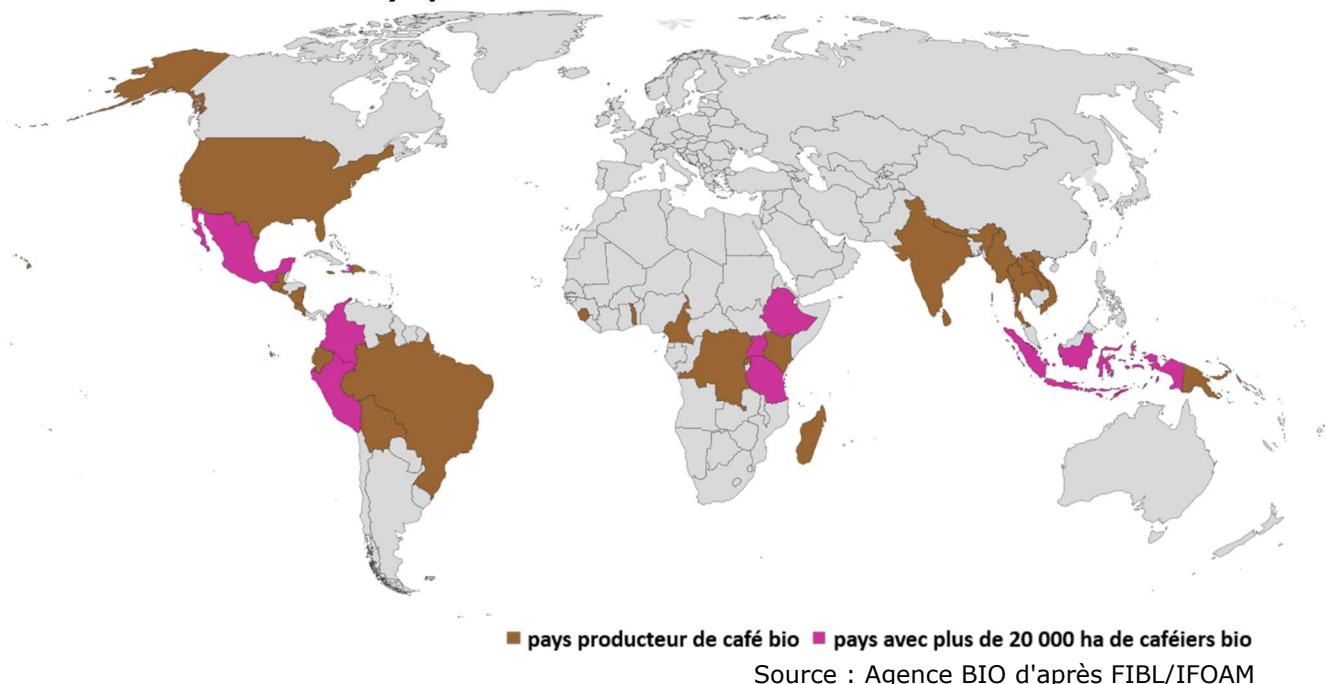 pays producteur de café bio pays avec plus de 20 000 ha de caféiers bio
Source : Agence BIO d'après FIBL/IFOAM